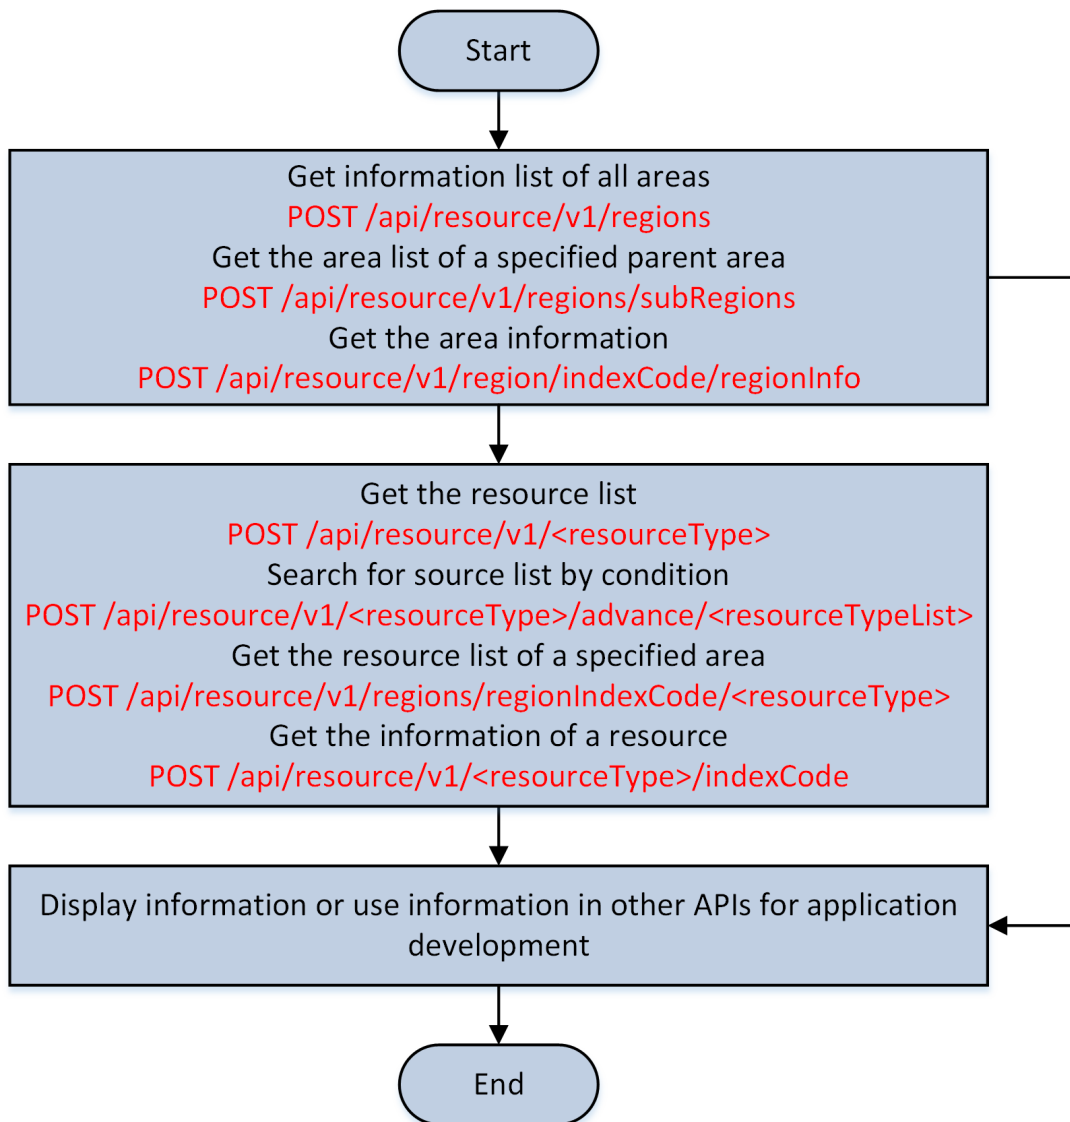 Start
Get information list of all areas
POST /api/resource/v1/regions
Get the area list of a specified parent area
POST /api/resource/v1/regions/subRegions
Get the area information
POST /api/resource/v1/region/indexCode/regionInfo
Get the resource list
POST /api/resource/v1/<resourceType>
Search for source list by condition
POST /api/resource/v1/<resourceType>/advance/<resourceTypeList>
Get the resource list of a specified area
POST /api/resource/v1/regions/regionIndexCode/<resourceType>
Get the information of a resource
POST /api/resource/v1/<resourceType>/indexCode
Display information or use information in other APIs for application
development
End